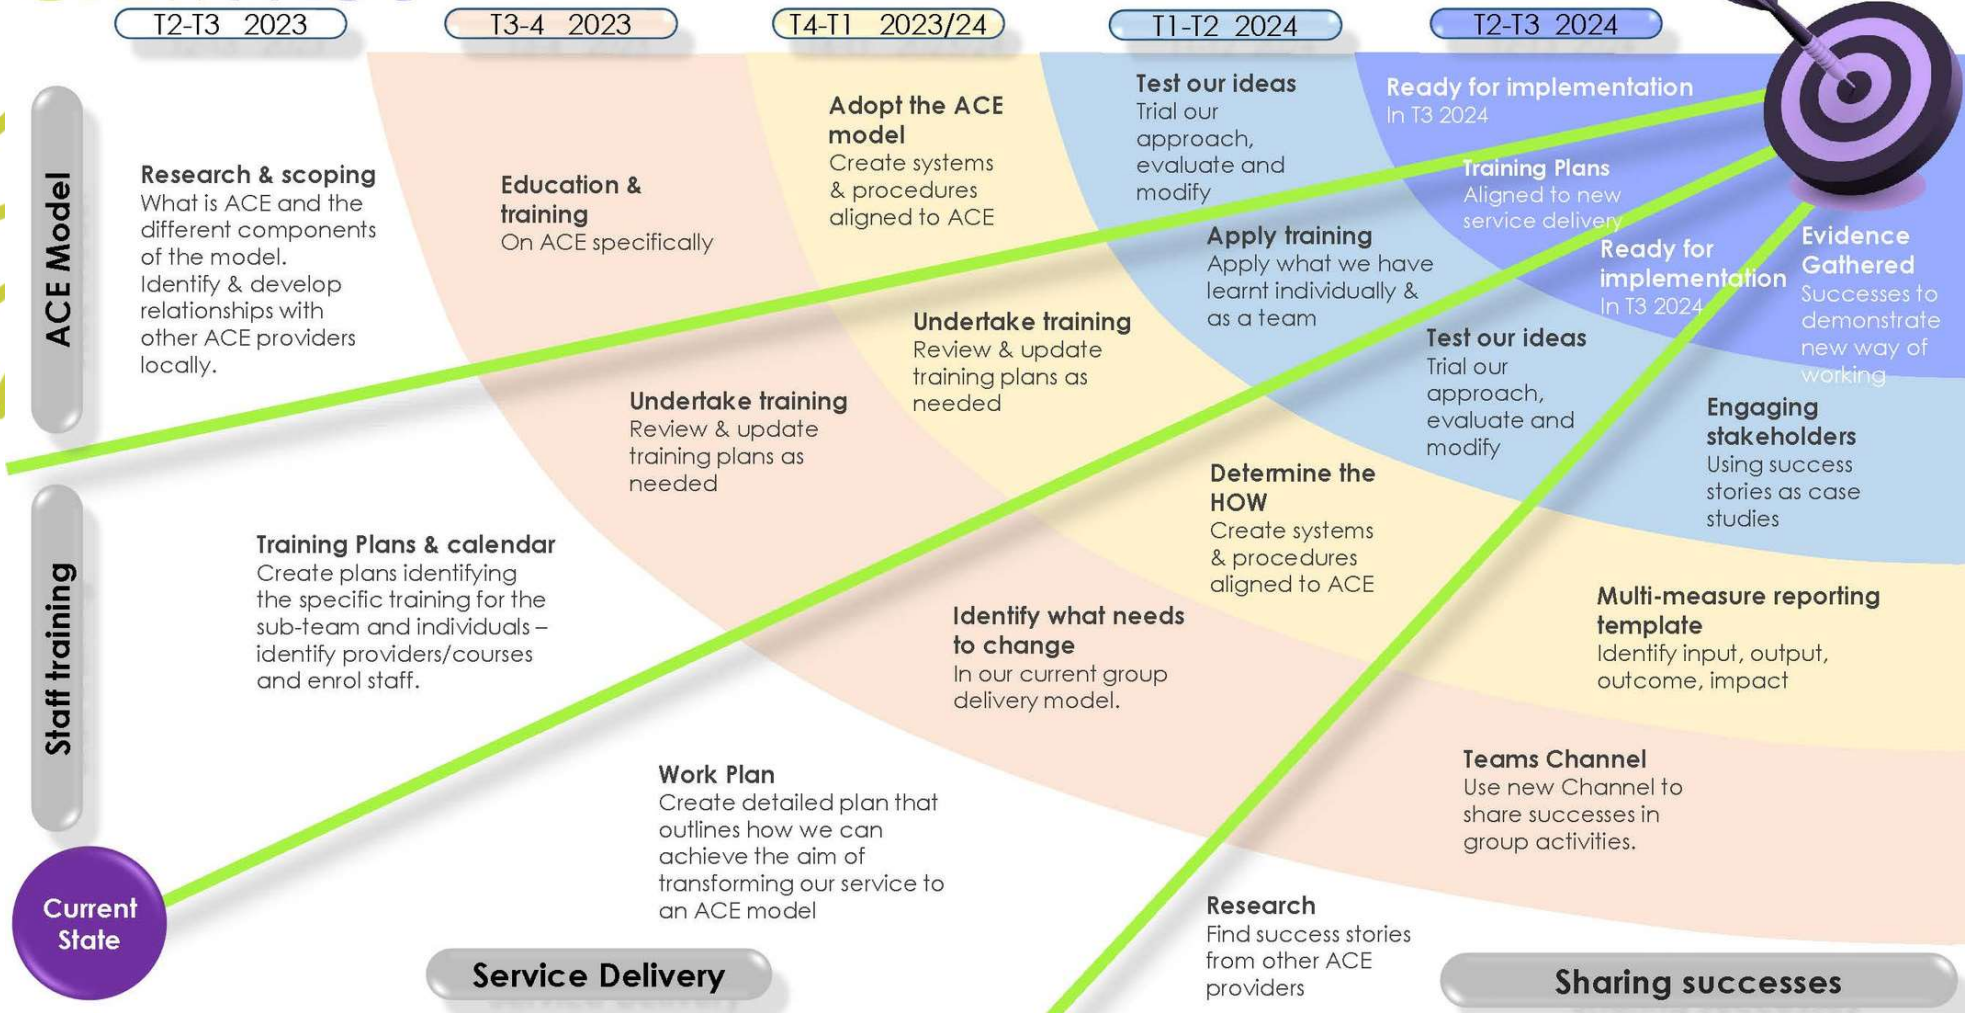 T2-T3 2023
T3-4 2023
T4-T1 2023/24
T1-T2 2024
T2-T3 2024
ACE Model
Research & scoping
What is ACE and the
different components
of the model.
Identify & develop
relationships with
other ACE providers
locally.
Education &
training
On ACE specifically
Adopt the ACE
model
Create systems
& procedures
aligned to ACE
Test our ideas
Trial our
approach,
evaluate and
modify
Ready for implementation
In T3 2024
Staff training
Training Plans & calendar
Create plans identifying
the specific training for the
sub-team and individuals –
identify providers/courses
and enrol staff.
Undertake training
Review & update
training plans as
needed
Undertake training
Review & update
training plans as
needed
Apply training
Apply what we have
learnt individually &
as a team
Training Plans
Aligned to new
service delivery
Current
State
Service Delivery
Work Plan
Create detailed plan that
outlines how we can
achieve the aim of
transforming our service to
an ACE model
Identify what needs
to change
In our current group
delivery model.
Determine the
HOW
Create systems
& procedures
aligned to ACE
Test our ideas
Trial our
approach,
evaluate and
modify
Ready for
implementation
In T3 2024
Sharing successes
Research
Find success stories
from other ACE
providers
Teams Channel
Use new Channel to
share successes in
group activities.
Multi-measure reporting
template
Identify input, output,
outcome, impact
Engaging
stakeholders
Using success
stories as case
studies
Evidence
Gathered
Successes to
demonstrate
new way of
working